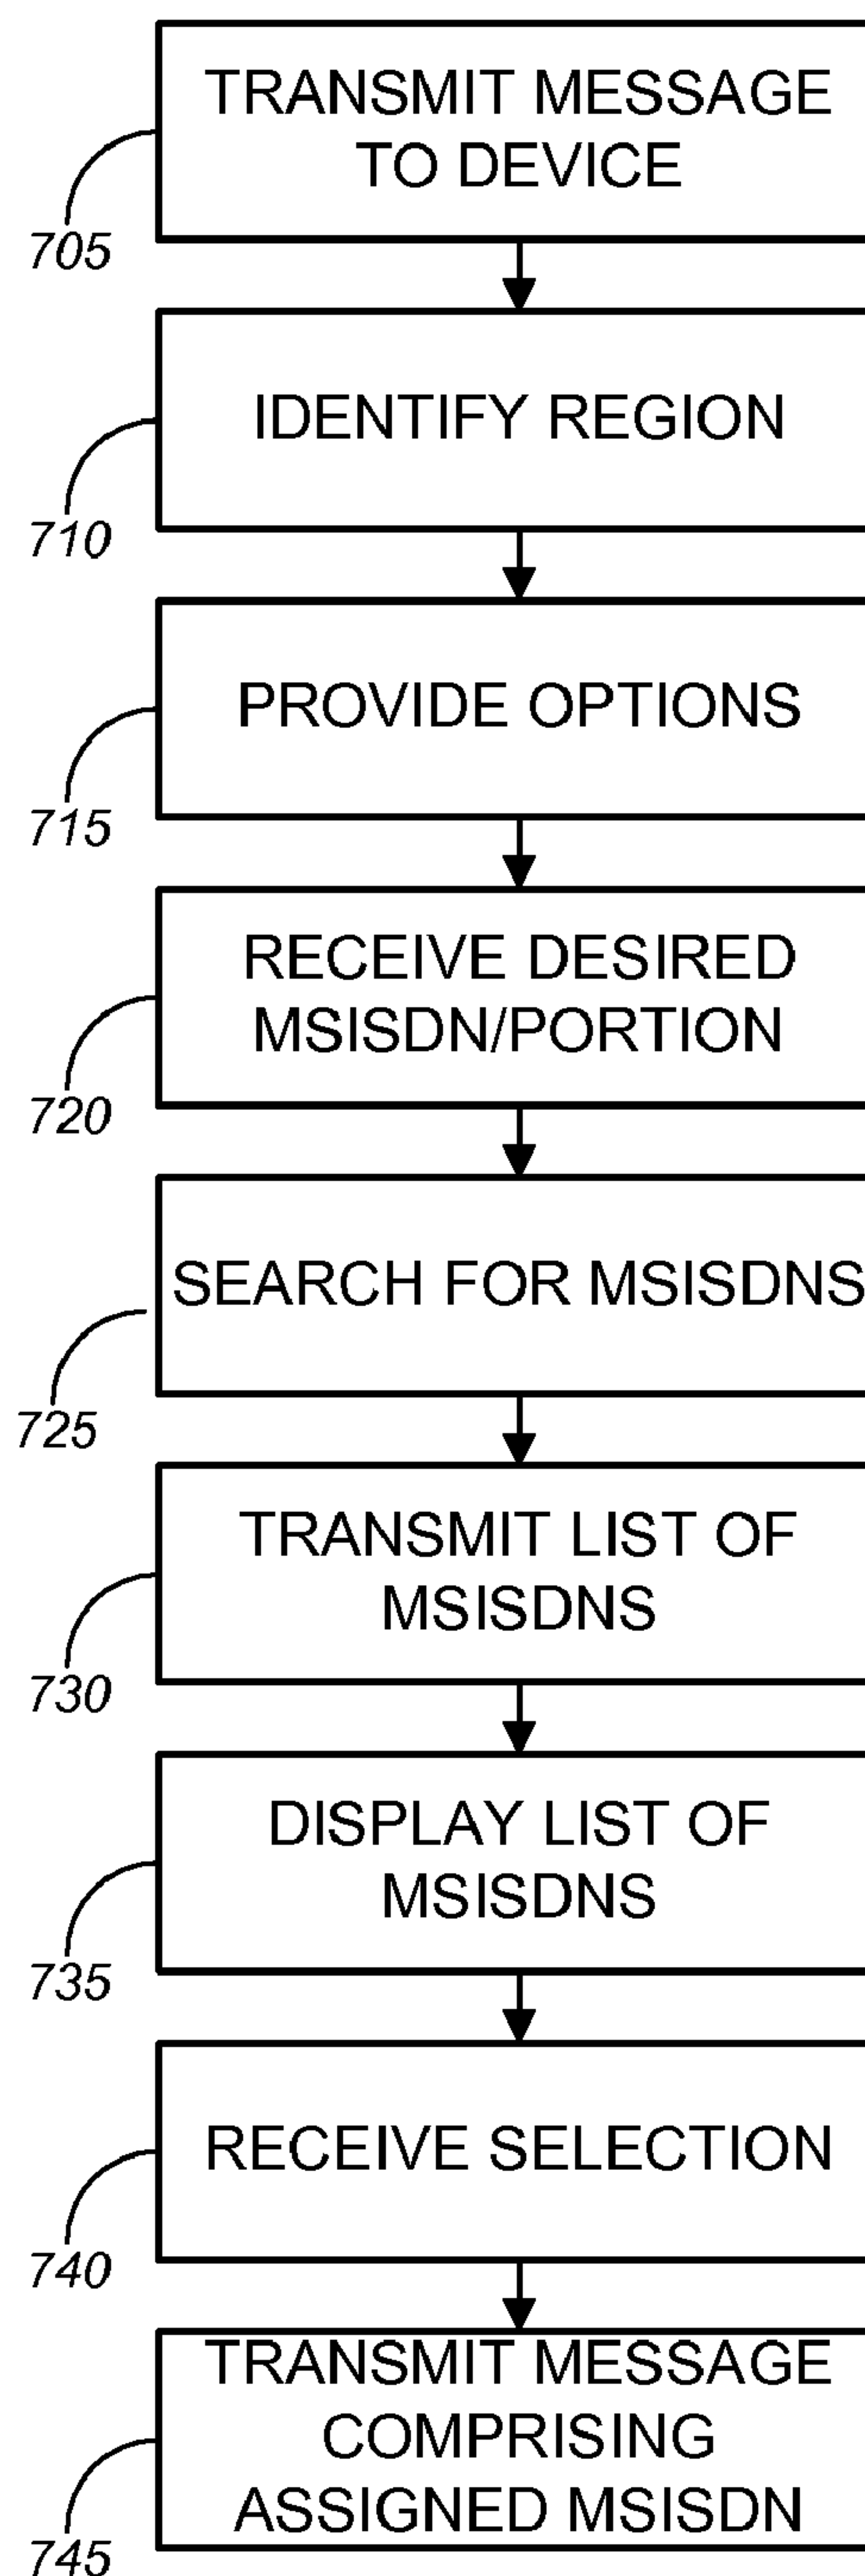 TRANSMIT MESSAGE
TO DEVICE
705
IDENTIFY REGION
710
PROVIDE OPTIONS
715
RECEIVE DESIRED
MSISDN/PORTION
720
SEARCH FOR MSISDNS
725
TRANSMIT LIST OF
MSISDNS
730
DISPLAY LIST OF
MSISDNS
735
RECEIVE SELECTION
740
TRANSMIT MESSAGE
COMPRISING
ASSIGNED MSISDN
745